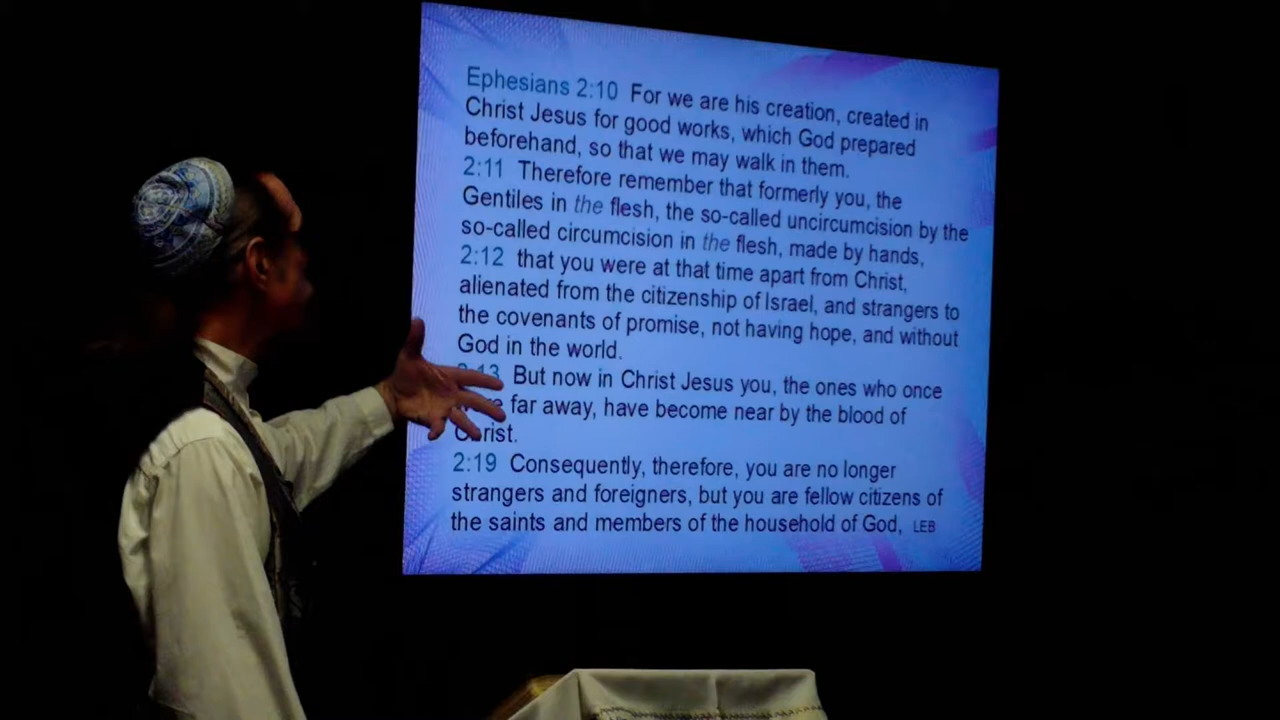 Ephesians 2:10 For we are his creation, created in
Christ Jesus for good works, which God prepared
beforehand, so that we may walk in them.
2:11 Therefore remember that formerly you, the
Gentiles in the flesh, the so-called uncircumcision by the
so-called circumcision in the flesh, made by hands,
2:12 that you were at that time apart from Christ,
alienated from the citizenship of Israel, and strangers to
the covenants of promise, not having hope, and without
God in the world.
2:13 But now in Christ Jesus you, the ones who once
far away, have become near by the blood of
Christ.
2:19 Consequently, therefore, you are no longer
strangers and foreigners, but you are fellow citizens of
the saints and members of the household of God, LEB